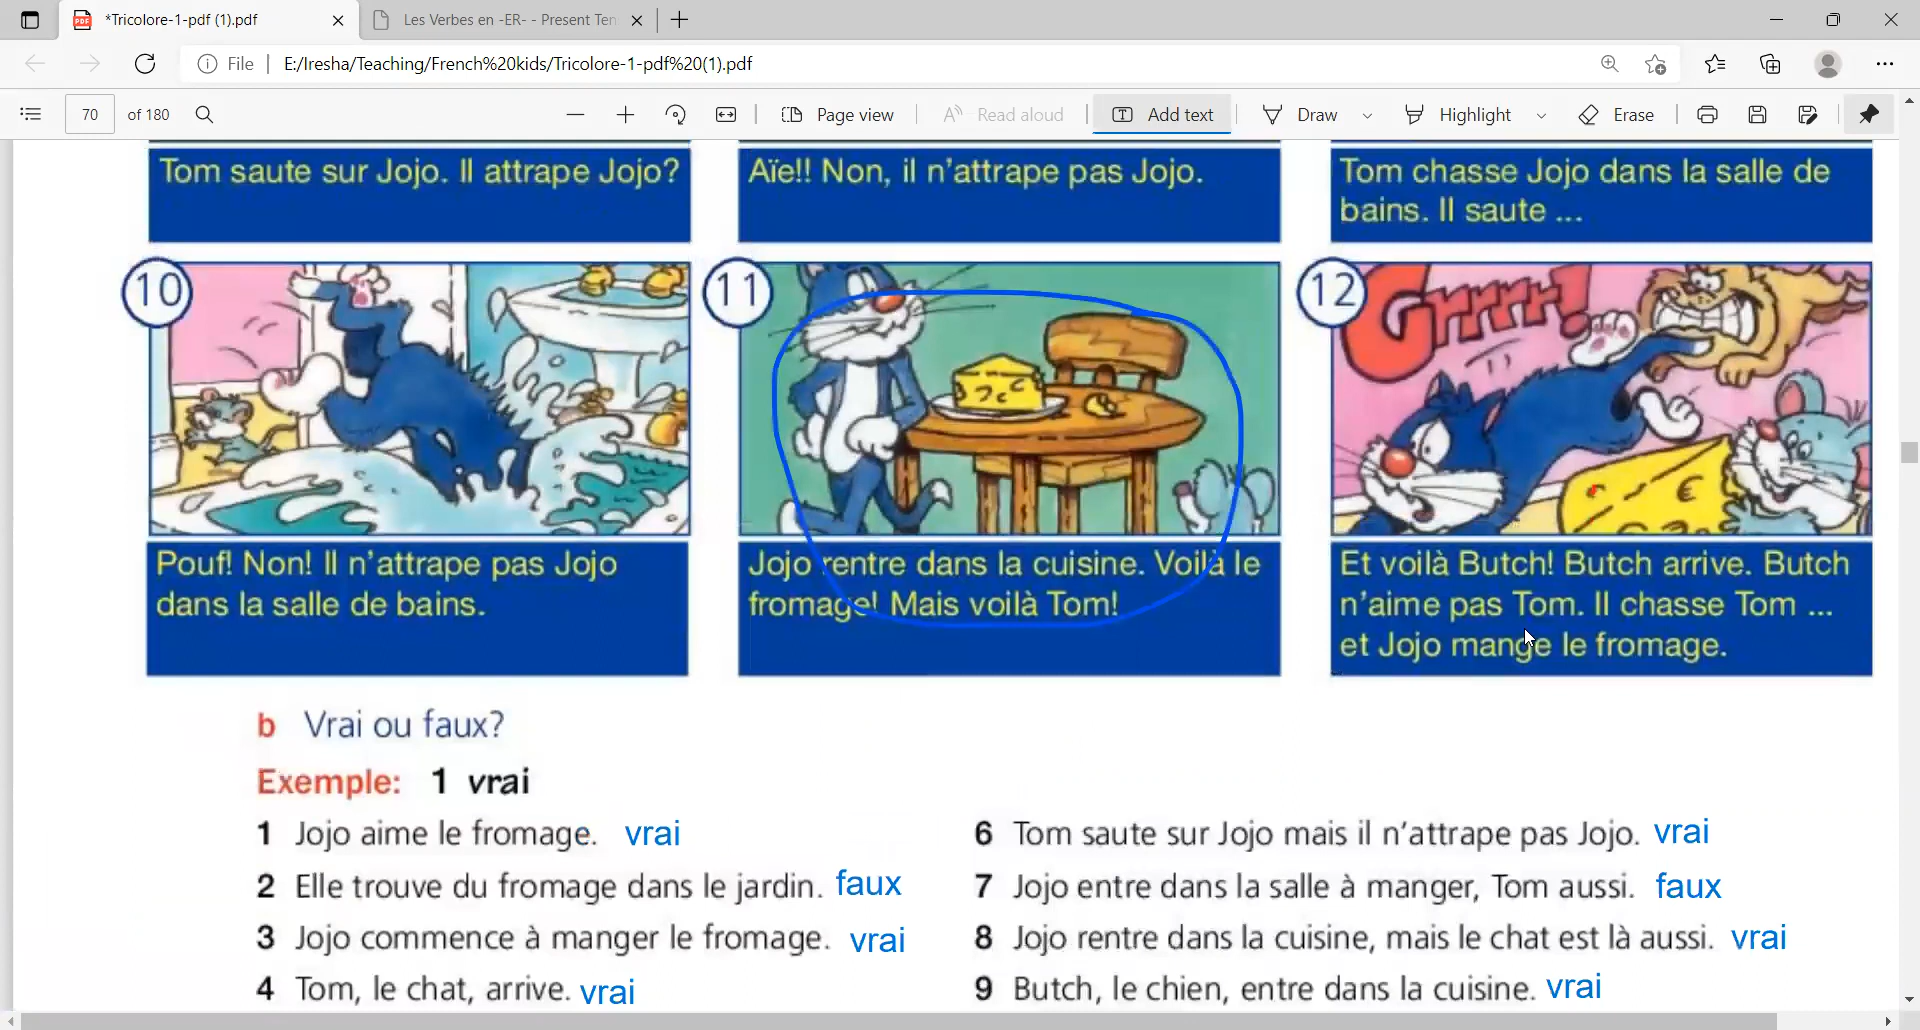 *Tricolore-1-pdf (1).pdf
Les Verbes en -ER- - Present Ten
File
E:/Iresha/Teaching/French%20kids/Tricolore-1-pdf%20(1).pdf
70 of 180
Page view
Read aloud
Add text
Draw
Highlight
Erase
Tom saute sur Jojo. Il attrape Jojo?
Aïe!! Non, il n'attrape pas Jojo.
Tom chasse Jojo dans la salle de
bains. Il saute ...
10
11
12
Grrrr!
Pouf! Non! Il n'attrape pas Jojo
dans la salle de bains.
Jojo rentre dans la cuisine. Voilà le
fromage! Mais voilà Tom!
Et voilà Butch! Butch arrive. Butch
n'aime pas Tom. Il chasse Tom ...
et Jojo mange le fromage.
b Vrai ou faux?
Exemple: 1 vrai
1 Jojo aime le fromage. vrai
2 Elle trouve du fromage dans le jardin. faux
3 Jojo commence à manger le fromage. vrai
4 Tom, le chat, arrive. vrai
6 Tom saute sur Jojo mais il n'attrape pas Jojo. vrai
7 Jojo entre dans la salle à manger, Tom aussi. faux
8 Jojo rentre dans la cuisine, mais le chat est là aussi. vrai
9 Butch, le chien, entre dans la cuisine. vrai